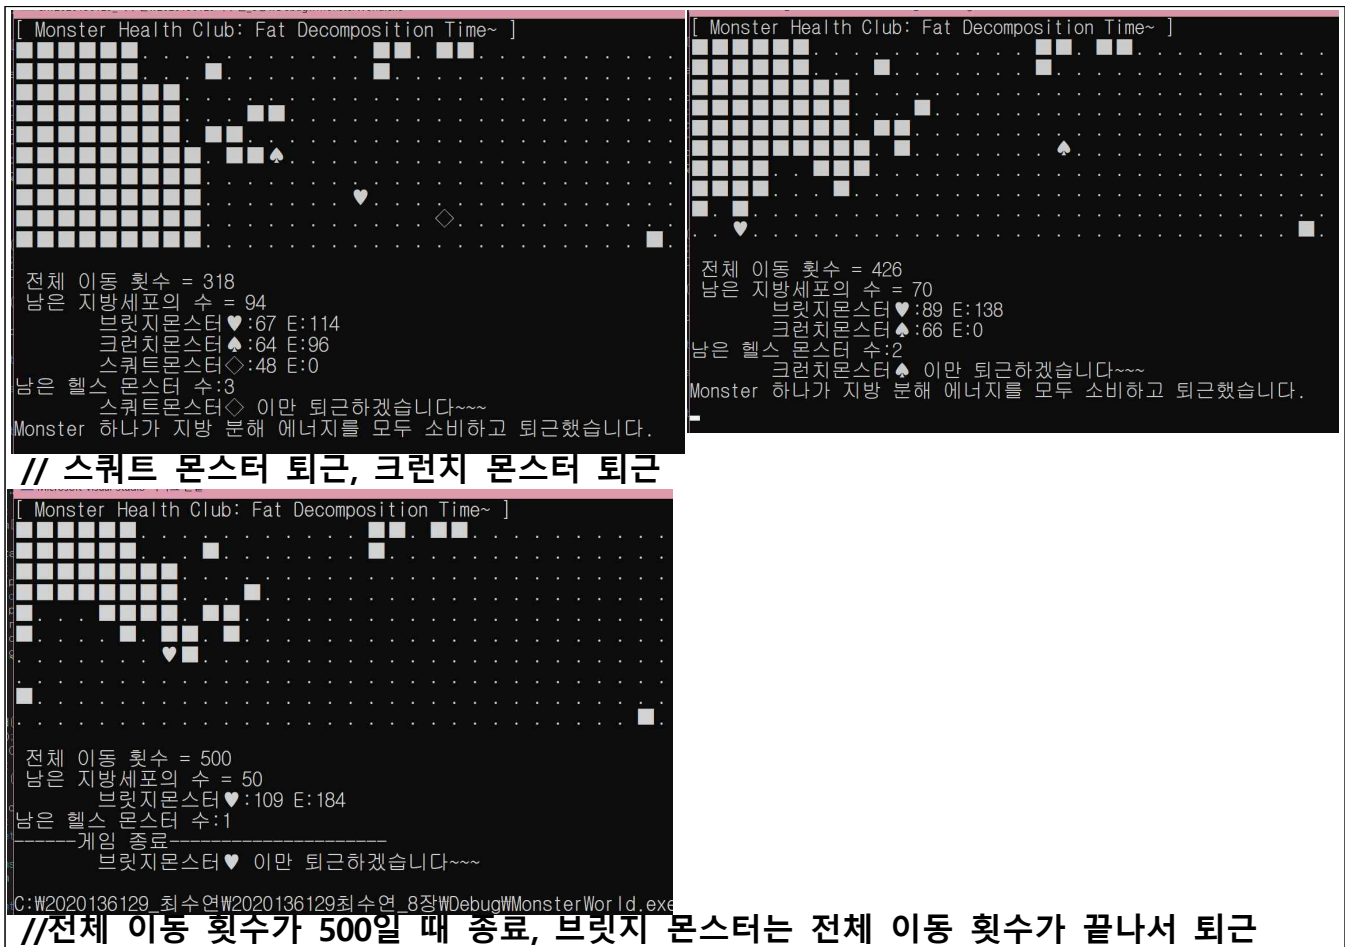 [ Monster Health Club: Fat Decomposition Time~ ]
전체 이동 횟수 = 318
남은 지방세포의 수 = 94
브릿지몬스터♥:67 E:114
크런치몬스터♠:64 E:96
스쿼트몬스터◇:48 E:0
남은 헬스 몬스터 수:3
스쿼트몬스터◇ 이만 퇴근하겠습니다~~~
Monster 하나가 지방 분해 에너지를 모두 소비하고 퇴근했습니다.
[ Monster Health Club: Fat Decomposition Time~ ]
전체 이동 횟수 = 426
남은 지방세포의 수 = 70
브릿지몬스터♥:89 E:138
크런치몬스터♠:66 E:0
남은 헬스 몬스터 수:2
크런치몬스터♠ 이만 퇴근하겠습니다~~~
Monster 하나가 지방 분해 에너지를 모두 소비하고 퇴근했습니다.
// 스쿼트 몬스터 퇴근, 크런치 몬스터 퇴근
[ Monster Health Club: Fat Decomposition Time~ ]
전체 이동 횟수 = 500
남은 지방세포의 수 = 50
브릿지몬스터♥:109 E:184
남은 헬스 몬스터 수:1
------게임 종료---------------------
브릿지몬스터♥ 이만 퇴근하겠습니다~~~
C:₩2020136129_최수연₩2020136129최수연_8장₩Debug₩MonsterWorld.exe
//전체 이동 횟수가 500일 때 종료, 브릿지 몬스터는 전체 이동 횟수가 끝나서 퇴근